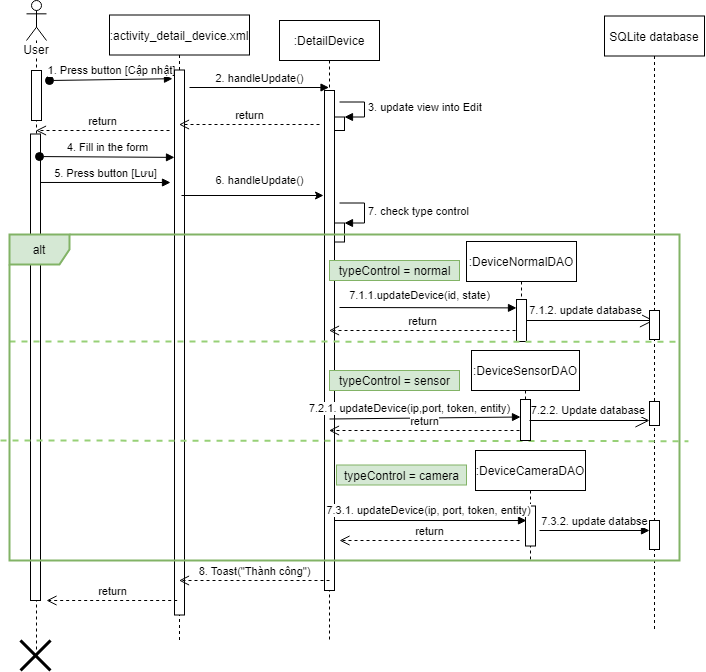 :activity_detail_device.xml
:DetailDevice
SQLite database
User
1. Press button [Cập nhật]
2. handleUpdate()
3. update view into Edit
return
return
4. Fill in the form
5. Press button [Lưu]
6. handleUpdate()
7. check type control
alt
:DeviceNormalDAO
typeControl = normal
7.1.1.updateDevice(id, state)
7.1.2. update database
return
:DeviceSensorDAO
typeControl = sensor
7.2.1. updateDevice(ip,port, token, entity)
7.2.2. Update database
return
:DeviceCameraDAO
typeControl = camera
7.3.1. updateDevice(ip, port, token, entity)
7.3.2. update databse
return
8. Toast("Thành công")
return